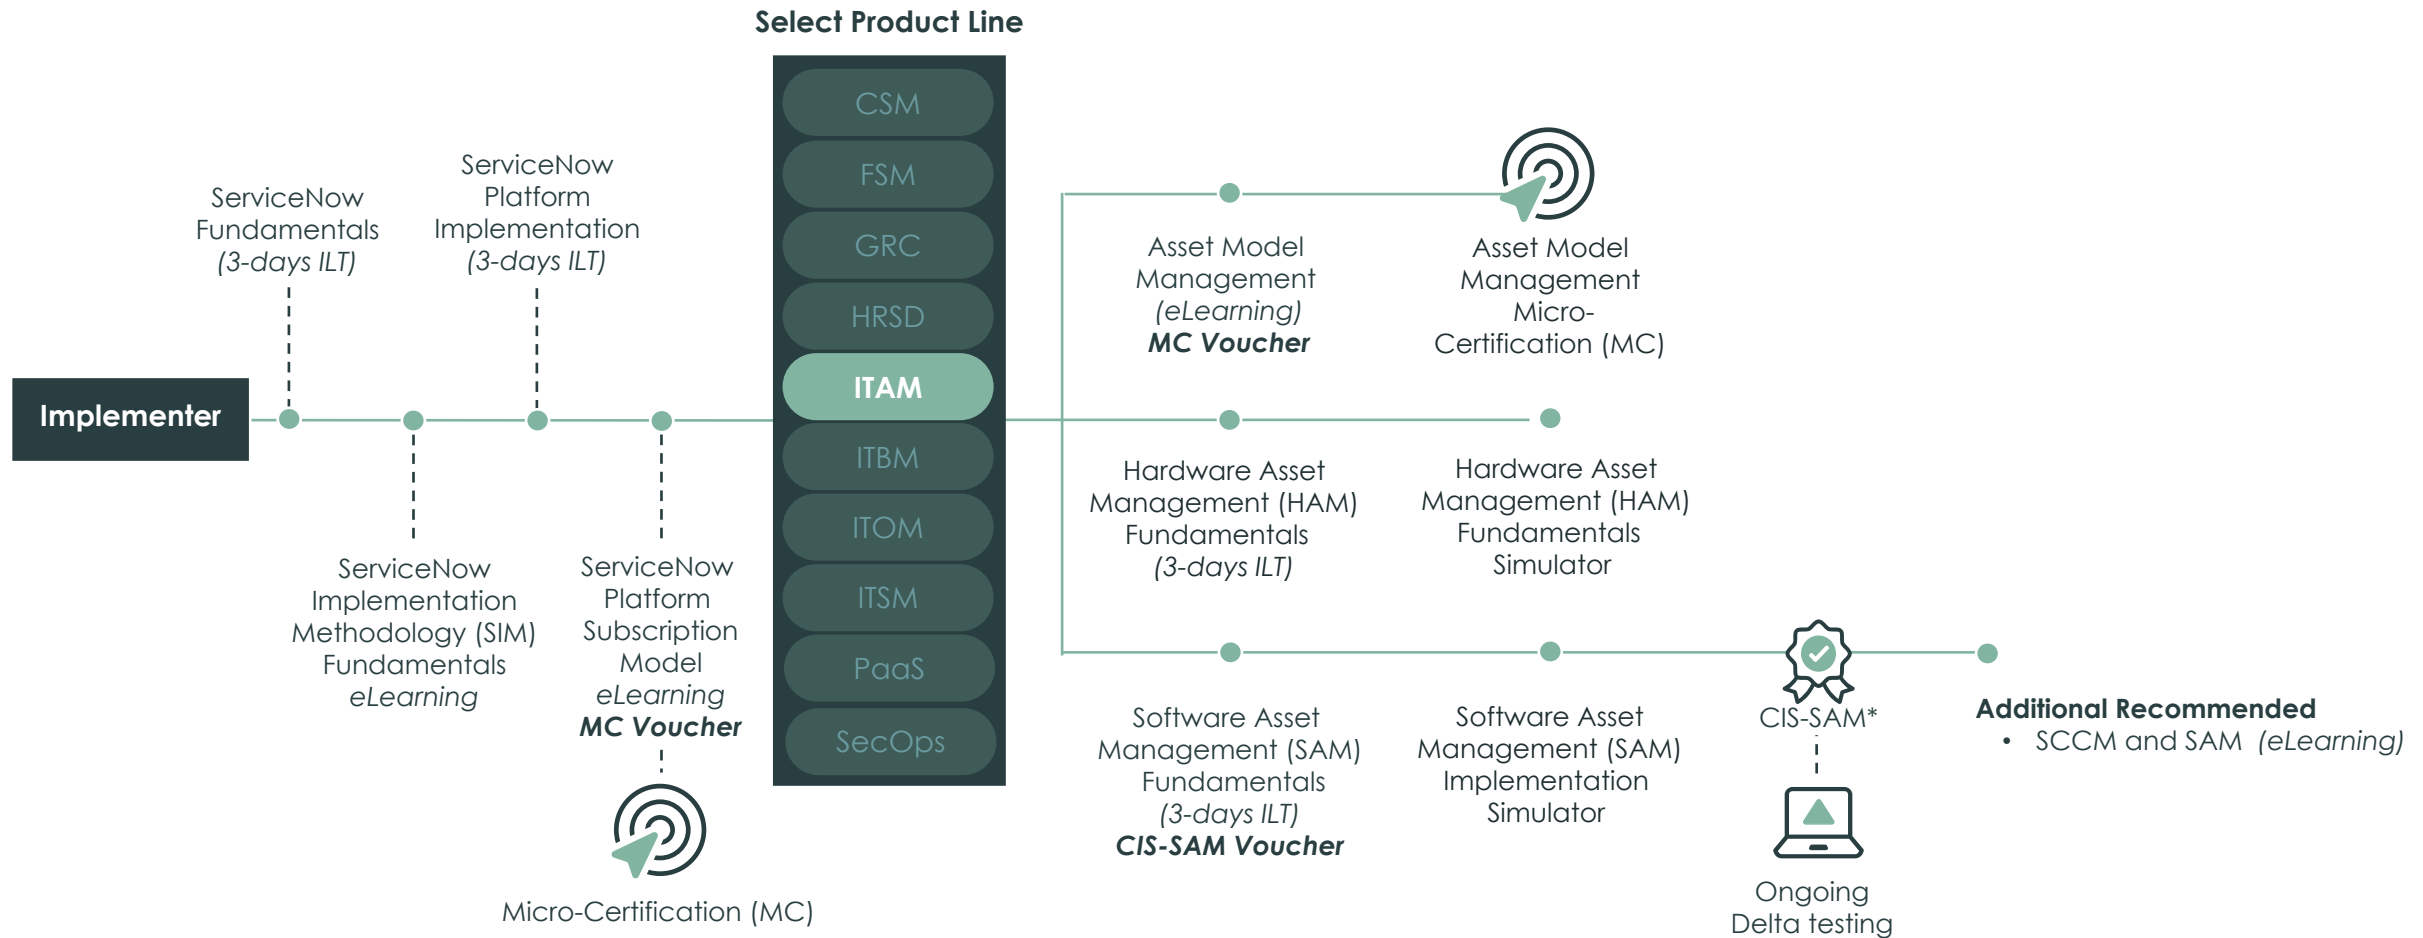 Select Product Line
CSM
FSM
GRC
HRSD
ITAM
ITBM
ITOM
ITSM
PaaS
SecOps
Implementer
ServiceNow
Fundamentals
(3-days ILT)
ServiceNow
Platform
Implementation
(3-days ILT)
ServiceNow
Implementation
Methodology (SIM)
Fundamentals
eLearning
ServiceNow
Platform
Subscription
Model
eLearning
MC Voucher
Micro-Certification (MC)
Asset Model
Management
(eLearning)
MC Voucher
Asset Model
Management
Micro-
Certification (MC)
Hardware Asset
Management (HAM)
Fundamentals
(3-days ILT)
Hardware Asset
Management (HAM)
Fundamentals
Simulator
Software Asset
Management (SAM)
Fundamentals
(3-days ILT)
CIS-SAM Voucher
Software Asset
Management (SAM)
Implementation
Simulator
CIS-SAM*
Ongoing
Delta testing
Additional Recommended
• SCCM and SAM (eLearning)